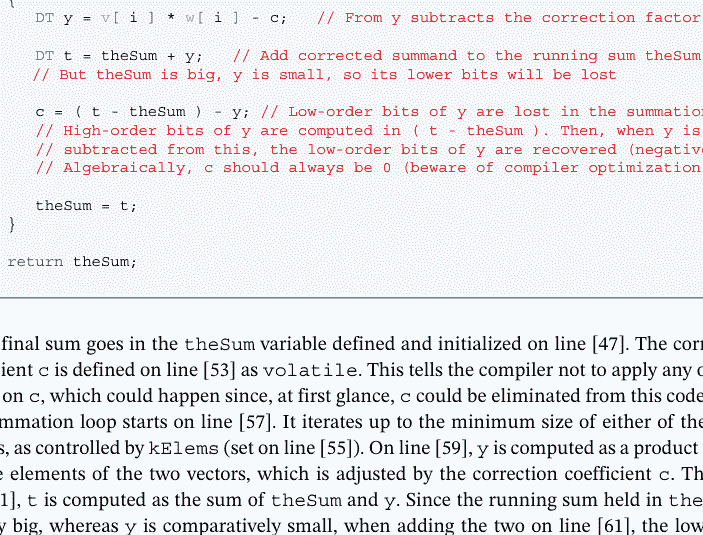 {
DT y = v[ i ] * w[ i ] - c; // From y subtracts the correction factor
DT t = theSum + y; // Add corrected summand to the running sum theSum
// But theSum is big, y is small, so its lower bits will be lost
c = ( t - theSum ) - y; // Low-order bits of y are lost in the summatio
// High-order bits of y are computed in ( t - theSum ). Then, when y is
// subtracted from this, the low-order bits of y are recovered (negativ
// Algebraically, c should always be 0 (beware of compiler optimization
theSum = t;
}
return theSum;
final sum goes in the theSum variable defined and initialized on line [47]. The corr
ient c is defined on line [53] as volatile. This tells the compiler not to apply any o
on c, which could happen since, at first glance, c could be eliminated from this code
mmation loop starts on line [57]. It iterates up to the minimum size of either of the
s, as controlled by kElems (set on line [55]). On line [59], y is computed as a product
e elements of the two vectors, which is adjusted by the correction coefficient c. Th
1], t is computed as the sum of theSum and y. Since the running sum held in the
y big, whereas y is comparatively small, when adding the two on line [61], the low